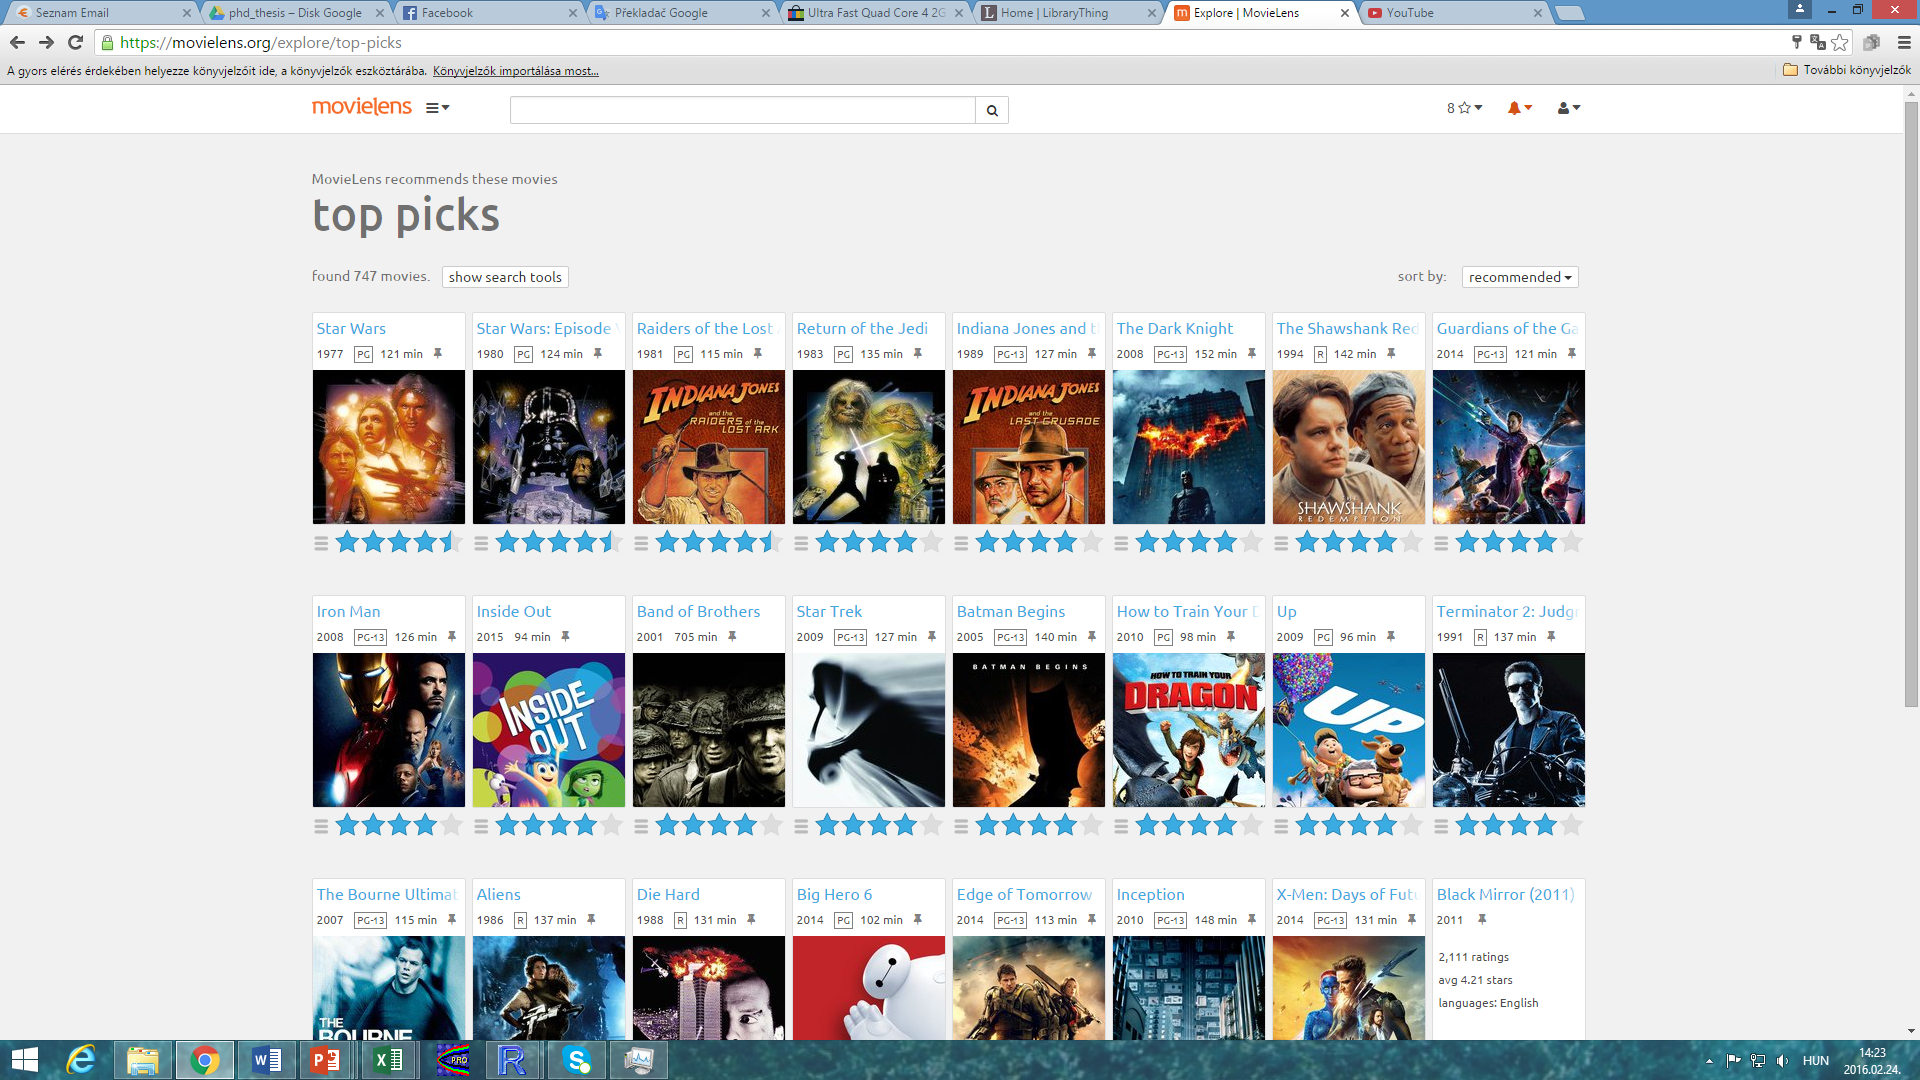 Seznam Email
phd_thesis – Disk Google
Facebook
Překladač Google
Ultra Fast Quad Core 4 2G
Home | LibraryThing
Explore | MovieLens
YouTube
https://movielens.org/explore/top-picks
A gyors elérés érdekében helyezze könyvjelzőit ide, a könyvjelzők eszköztárába. Könyvjelzők importálása most...
További könyvjelzők
movielens
8
MovieLens recommends these movies
top picks
found 747 movies. show search tools
sort by: recommended
Star Wars
1977 PG 121 min
Star Wars: Episode
1980 PG 124 min
Raiders of the Lost
1981 PG 115 min
INDIANA JONES
and the
RAIDERS of the
LOST ARK
Return of the Jedi
1983 PG 135 min
Indiana Jones and t
1989 PG-13 127 min
INDIANA JONES
and the
LAST CRUSADE
The Dark Knight
2008 PG-13 152 min
The Shawshank Red
1994 R 142 min
THE
SHAWSHANK
REDEMPTION
Guardians of the Ga
2014 PG-13 121 min
Iron Man
2008 PG-13 126 min
Inside Out
2015 94 min
INSIDE
OUT
Band of Brothers
2001 705 min
Star Trek
2009 PG-13 127 min
Batman Begins
2005 PG-13 140 min
BATMAN BEGINS
How to Train Your D
2010 PG 98 min
HOW TO TRAIN YOUR
DRAGON
Up
2009 PG 96 min
UP
Terminator 2: Judg
1991 R 137 min
The Bourne Ultimat
2007 PG-13 115 min
THE
BOURNE
Aliens
1986 R 137 min
Die Hard
1988 R 131 min
Big Hero 6
2014 PG 102 min
Edge of Tomorrow
2014 PG-13 113 min
Inception
2010 PG-13 148 min
X-Men: Days of Fut
2014 PG-13 131 min
Black Mirror (2011)
2011
2,111 ratings
avg 4.21 stars
languages: English
PRO
HUN
14:23
2016.02.24.